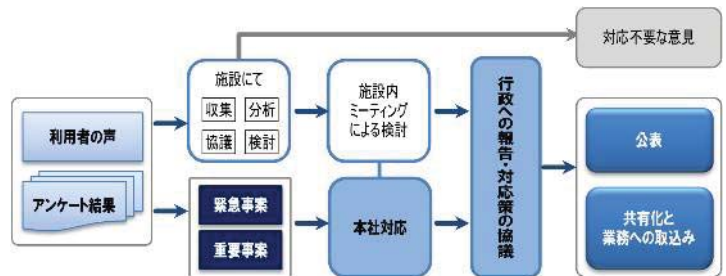 対応不要な意見
施設にて
収集
分析
協議
検討
施設内
ミーティング
による検討
行政への報告・対応策の協議
利用者の声
アンケート結果
緊急事案
重要事案
本社対応
公表
共有化と
業務への取込み